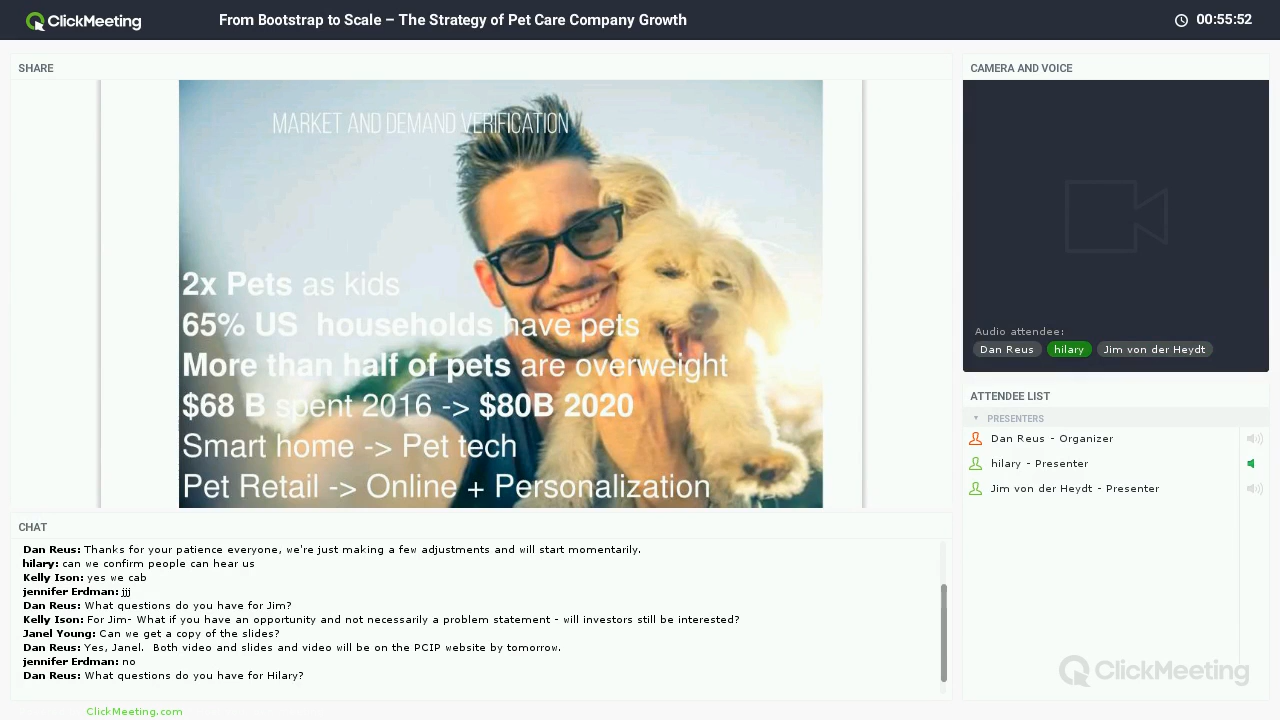 ClickMeeting
From Bootstrap to Scale – The Strategy of Pet Care Company Growth
00:55:52
SHARE
MARKET AND DEMAND VERIFICATION
2x Pets as kids
65% US households have pets
More than half of pets are overweight
$68 B spent 2016 -> $80B 2020
Smart home -> Pet tech
Pet Retail -> Online + Personalization
CHAT
Dan Reus: Thanks for your patience everyone, we're just making a few adjustments and will start momentarily.
hilary: can we confirm people can hear us
Kelly Ison: yes we cab
jennifer Erdman: jjj
Dan Reus: What questions do you have for Jim?
Kelly Ison: For Jim- What if you have an opportunity and not necessarily a problem statement - will investors still be interested?
Janel Young: Can we get a copy of the slides?
Dan Reus: Yes, Janel.  Both video and slides and video will be on the PCIP website by tomorrow.
jennifer Erdman: no
Dan Reus: What questions do you have for Hilary?
ClickMeeting.com
CAMERA AND VOICE
Audio attendee:
Dan Reus hilary Jim von der Heydt
ATTENDEE LIST
PRESENTERS
Dan Reus - Organizer
hilary - Presenter
Jim von der Heydt - Presenter
ClickMeeting